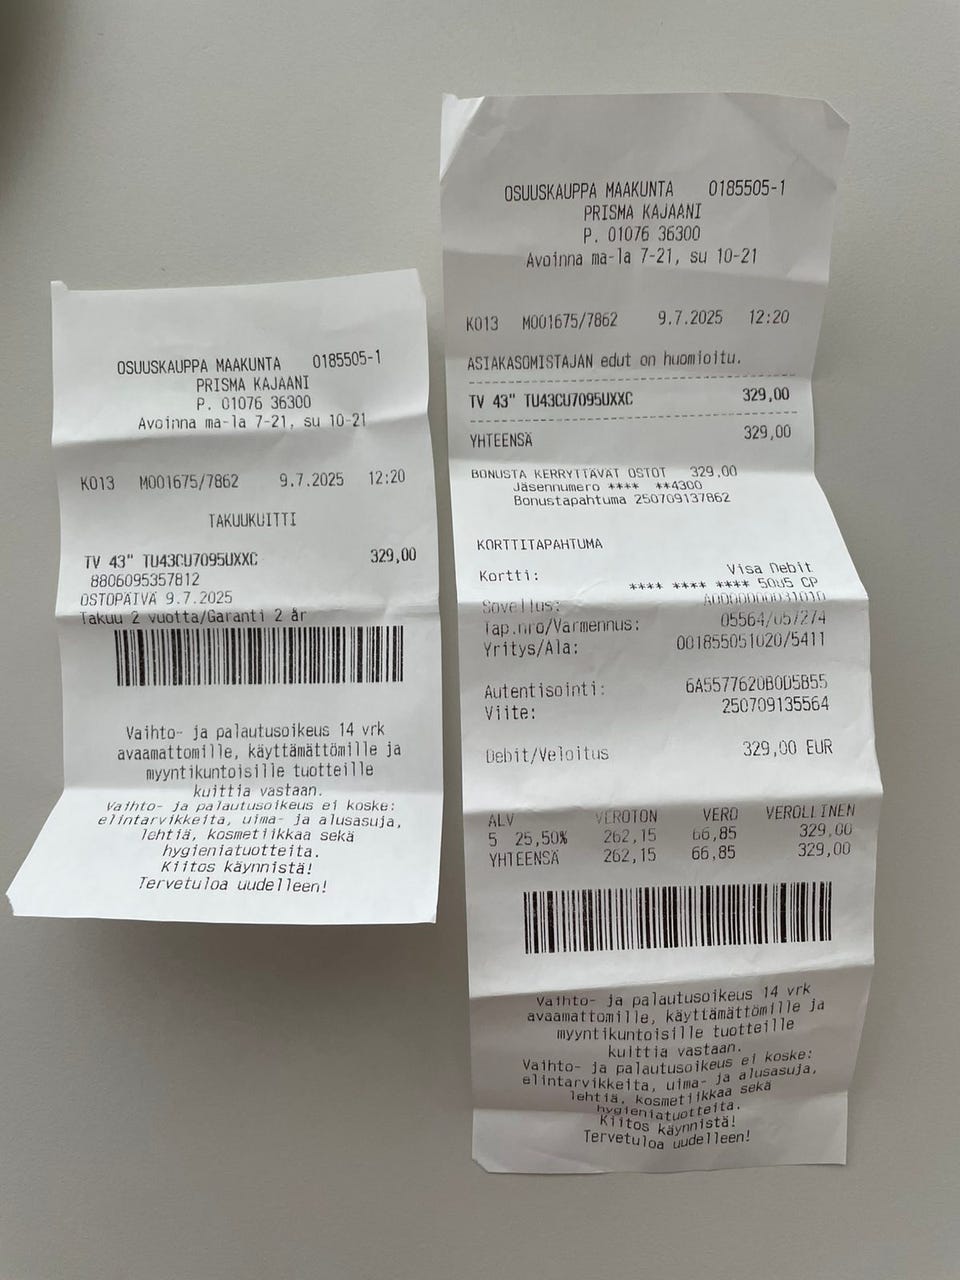 OSUUSKAUPPA MAAKUNTA 0185505-1
PRISMA KAJAANI
P. 01076 36300
Avoinna ma-la 7-21, su 10-21
K013 M001675/7862 9.7.2025 12:20
TAKUUKUITTI
TV 43" TU43CU7095UXXC 329,00
8806095357812
OSTOPÄIVÄ 9.7.2025
Takuu 2 vuotta/Garanti 2 år
Vaihto- ja palautusoikeus 14 vrk
avaamattomille, käyttämättömille ja
myyntikuntoisille tuotteille
kuittia vastaan.
Vaihto- ja palautusoikeus ei koske:
elintarvikkeita, uima- ja alusasuja,
lehtiä, kosmetiikkaa sekä
hygieniatuotteita.
Kiitos käynnistä!
Tervetuloa uudelleen!
OSUUSKAUPPA MAAKUNTA 0185505-1
PRISMA KAJAANI
P. 01076 36300
Avoinna ma-la 7-21, su 10-21
K013 M001675/7862 9.7.2025 12:20
ASIAKASOMISTAJAN edut on huomioitu.
TV 43" TU43CU7095UXXC 329,00
YHTEENSÄ 329,00
BONUSTA KERRYTTÄVÄT OSTOT 329,00
Jäsennumero **** **4300
Bonustapahtuma 250709137862
KORTTITAPAHTUMA
Kortti: Visa Debit
**** **** **** 5005 CP
Sovellus: A0000000031010
Tap.nro/Varmennus: 05564/057274
Yritys/Ala: 001855051020/5411
Autentisointi: 6A5577620B0D5B55
Viite: 250709135564
Debit/Veloitus 329,00 EUR
ALV VEROTON VERO VEROLLINEN
5 25,50% 262,15 66,85 329,00
YHTEENSÄ 262,15 66,85 329,00
Vaihto- ja palautusoikeus 14 vrk
avaamattomille, käyttämättömille ja
myyntikuntoisille tuotteille
kuittia vastaan.
Vaihto- ja palautusoikeus ei koske:
elintarvikkeita, uima- ja alusasuja,
lehtiä, kosmetiikkaa sekä
hygieniatuotteita.
Kiitos käynnistä!
Tervetuloa uudelleen!